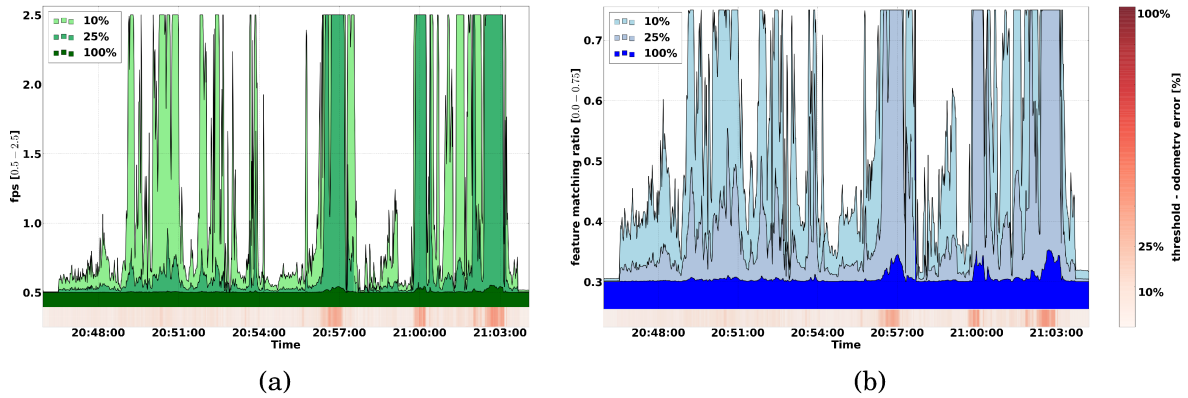 10%
25%
100%
2.5
2.0
1.5
1.0
0.5
fps [0.5 − 2.5]
20:48:00 20:51:00 20:54:00 20:57:00 21:00:00 21:03:00
Time
(a)
10%
25%
100%
0.7
0.6
0.5
0.4
0.3
feature matching ratio [0.0 − 0.75]
20:48:00 20:51:00 20:54:00 20:57:00 21:00:00 21:03:00
Time
(b)
100%
25%
10%
threshold - odometry error [%]